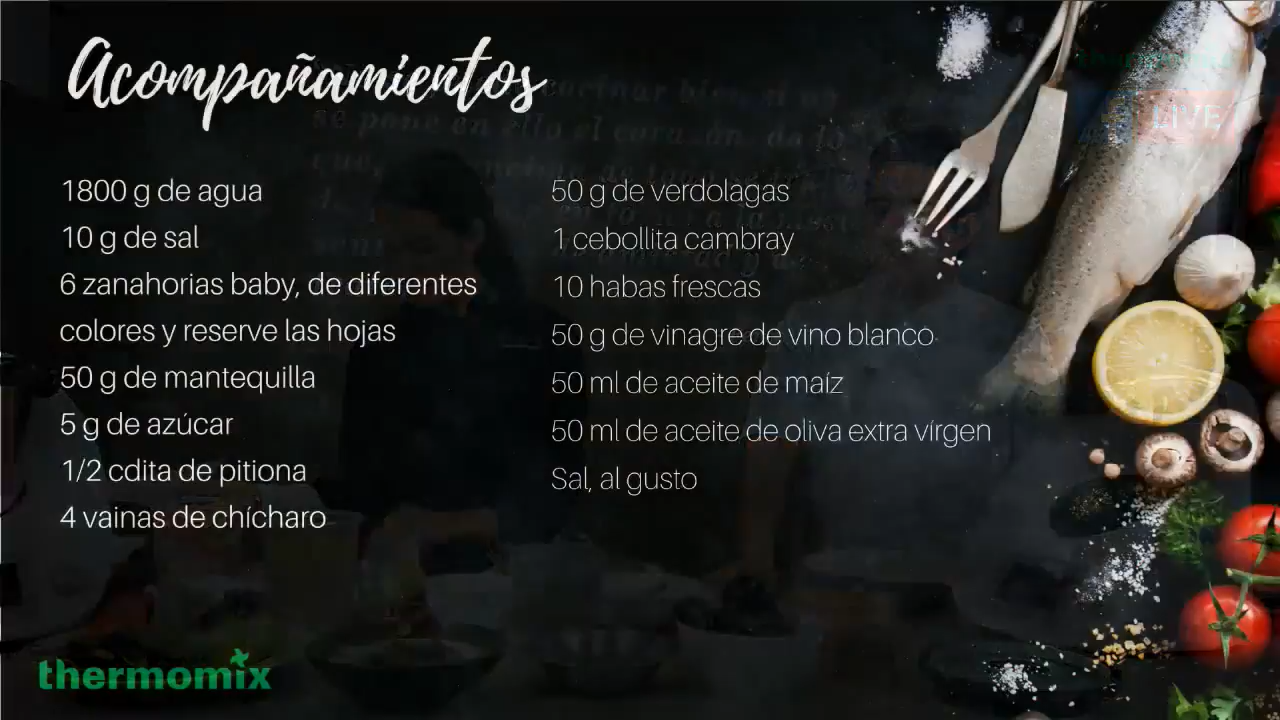 Acompañamientos
1800 g de agua
10 g de sal
6 zanahorias baby, de diferentes
colores y reserve las hojas
50 g de mantequilla
5 g de azúcar
1/2 cdita de pitiona
4 vainas de chícharo
50 g de verdolagas
1 cebollita cambray
10 habas frescas
50 g de vinagre de vino blanco
50 ml de aceite de maíz
50 ml de aceite de oliva extra vírgen
Sal, al gusto
thermomix
LIVE
thermomix